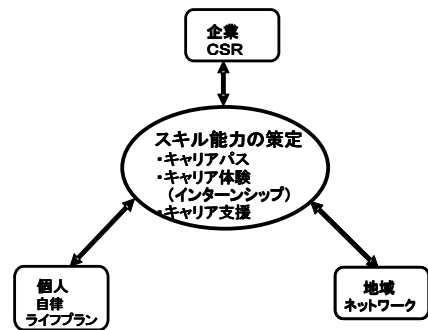 企業
CSR
スキル能力の策定
・キャリアパス
・キャリア体験
（インターンシップ）
・キャリア支援
個人
自律
ライフプラン
地域
ネットワーク